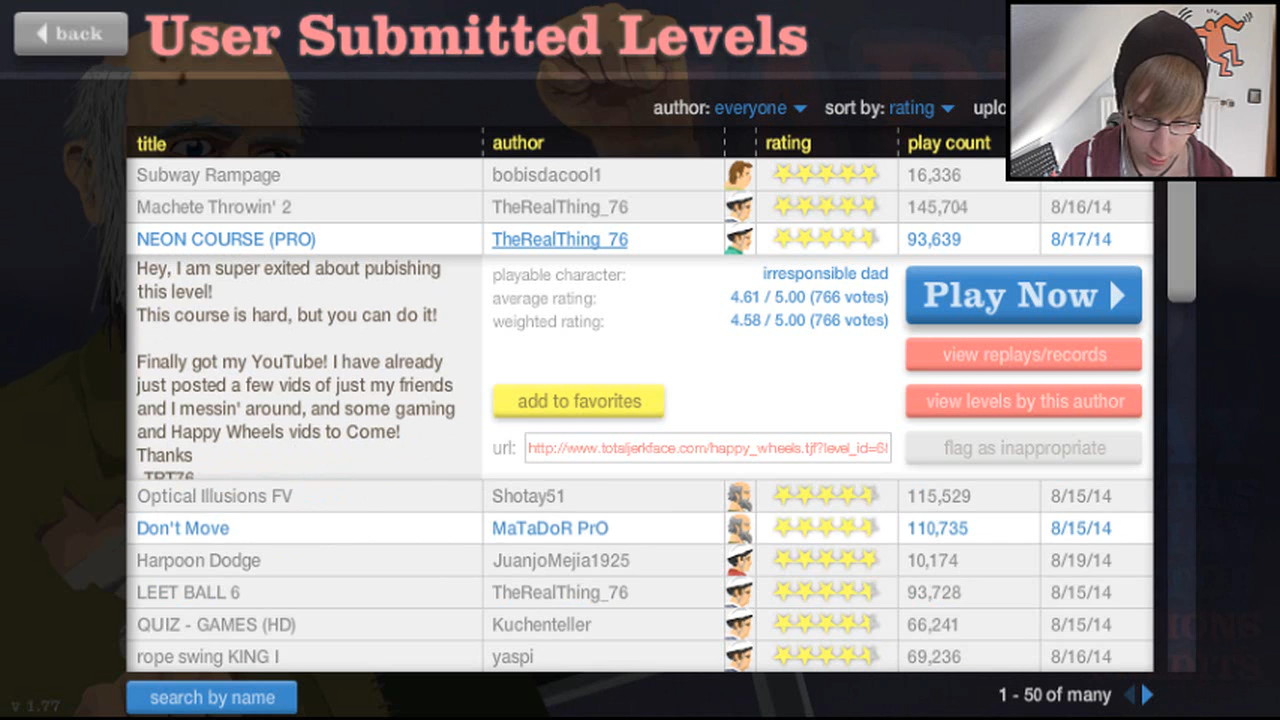 back
User Submitted Levels
author: everyone sort by: rating uplo
title author rating play count
Subway Rampage bobisdacool1 16,336
Machete Throwin' 2 TheRealThing_76 145,704 8/16/14
NEON COURSE (PRO) TheRealThing_76 93,639 8/17/14
Hey, I am super exited about pubishing
this level!
This course is hard, but you can do it!
Finally got my YouTube! I have already
just posted a few vids of just my friends
and I messin' around, and some gaming
and Happy Wheels vids to Come!
Thanks
playable character: irresponsible dad
average rating: 4.61 / 5.00 (766 votes)
weighted rating: 4.58 / 5.00 (766 votes)
add to favorites
url: http://www.totaljerkface.com/happy_wheels.tjf?level_id=6!
Play Now
view replays/records
view levels by this author
flag as inappropriate
Optical Illusions FV Shotay51 115,529 8/15/14
Don't Move MaTaDoR PrO 110,735 8/15/14
Harpoon Dodge JuanjoMejia1925 10,174 8/19/14
LEET BALL 6 TheRealThing_76 93,728 8/15/14
QUIZ - GAMES (HD) Kuchenteller 66,241 8/15/14
rope swing KING I yaspi 69,236 8/16/14
v 1.77
search by name
1 - 50 of many